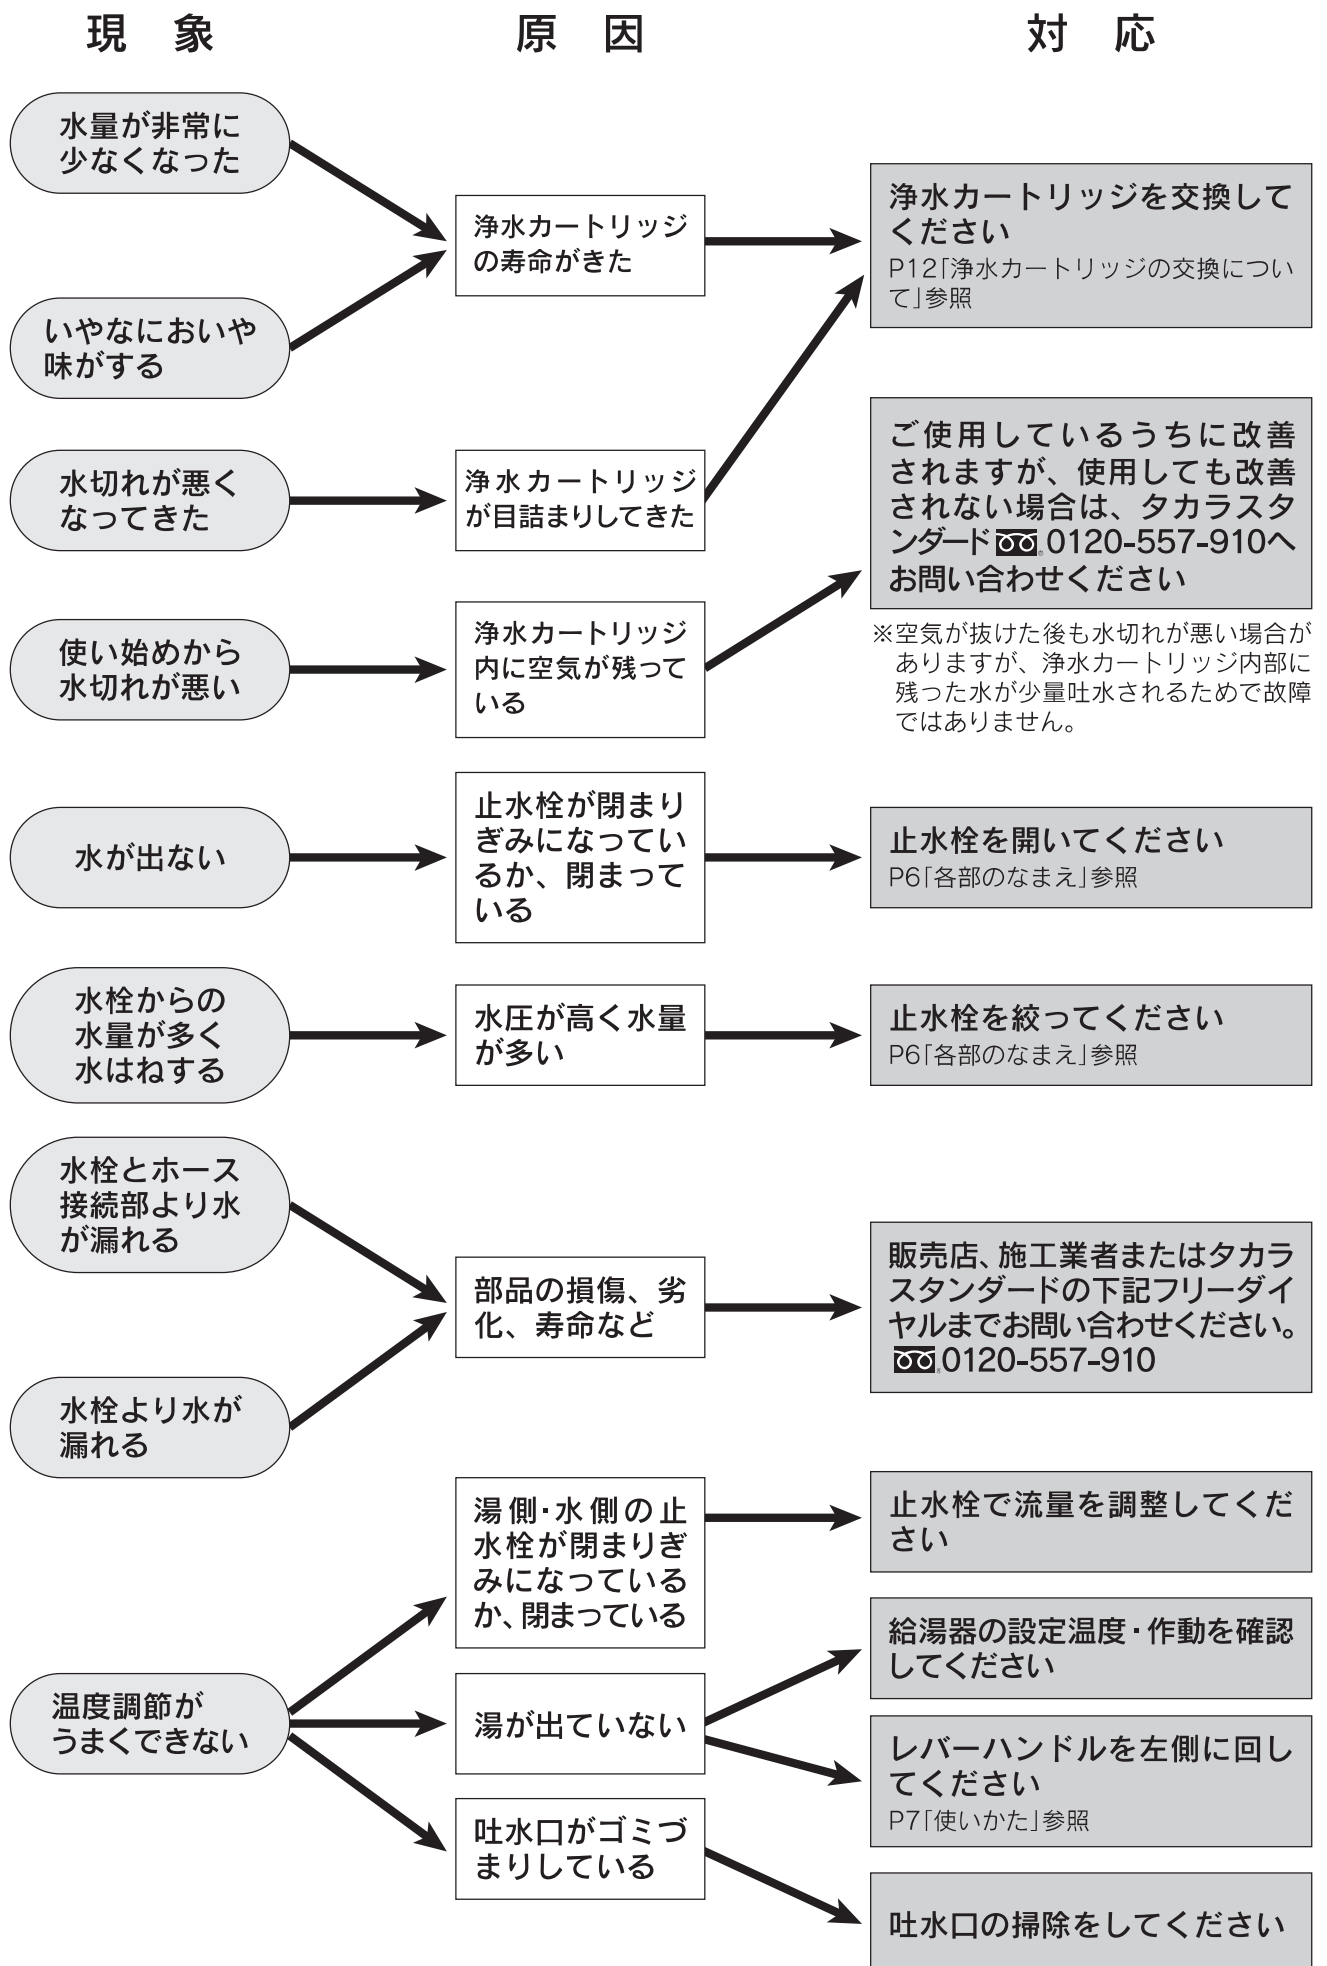 現　象
原　因
対　応
水量が非常に
少なくなった
いやなにおいや
味がする
浄水カートリッジ
の寿命がきた
浄水カートリッジを交換して
ください
P12「浄水カートリッジの交換につい
て」参照
水切れが悪く
なってきた
浄水カートリッジ
が目詰まりしてきた
使い始めから
水切れが悪い
浄水カートリッジ
内に空気が残って
いる
ご使用しているうちに改善
されますが、使用しても改善
されない場合は、タカラスタ
ンダード 0120-557-910へ
お問い合わせください
※空気が抜けた後も水切れが悪い場合が
ありますが、浄水カートリッジ内部に
残った水が少量吐水されるためで故障
ではありません。
水が出ない
止水栓が閉まり
ぎみになってい
るか、閉まって
いる
止水栓を開いてください
P6「各部のなまえ」参照
水栓からの
水量が多く
水はねする
水圧が高く水量
が多い
止水栓を絞ってください
P6「各部のなまえ」参照
水栓とホース
接続部より水
が漏れる
水栓より水が
漏れる
部品の損傷、劣
化、寿命など
販売店、施工業者またはタカラ
スタンダードの下記フリーダイ
ヤルまでお問い合わせください。
0120-557-910
温度調節が
うまくできない
湯側・水側の止
水栓が閉まりぎ
みになっている
か、閉まっている
止水栓で流量を調整してくだ
さい
湯が出ていない
給湯器の設定温度・作動を確認
してください
レバーハンドルを左側に回し
てください
P7「使いかた」参照
吐水口がゴミづ
まりしている
吐水口の掃除をしてください